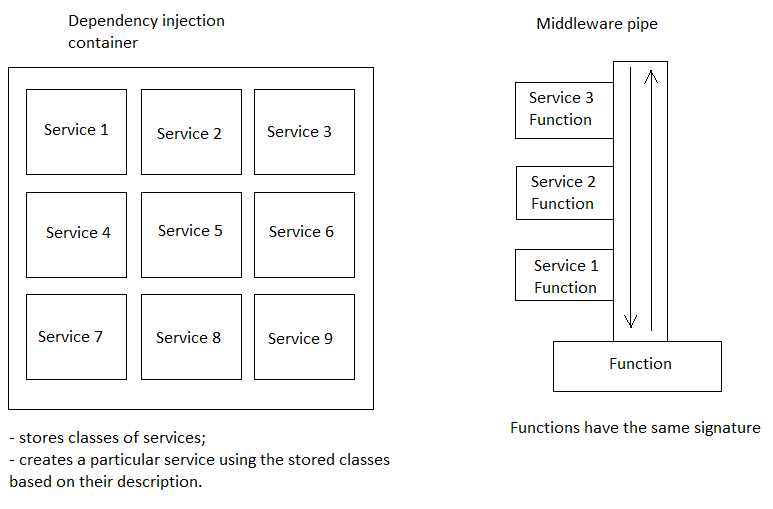 Dependency injection
container
Service 1
Service 2
Service 3
Service 4
Service 5
Service 6
Service 7
Service 8
Service 9
- stores classes of services;
- creates a particular service using the stored classes
based on their description.
Middleware pipe
Service 3
Function
Service 2
Function
Service 1
Function
Function
Functions have the same signature